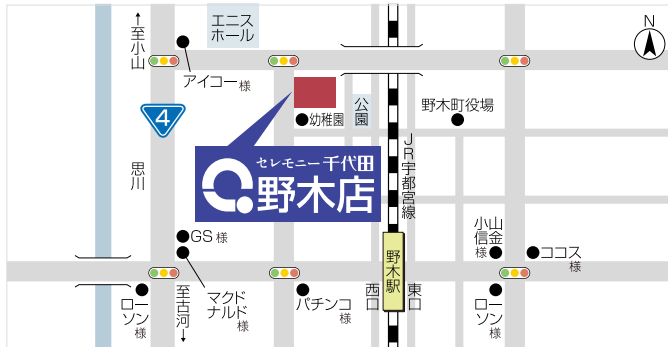 ↑至小山
エニス
ホール
N
アイコー様
4
公園
幼稚園
野木町役場
JR宇都宮線
セレモニー千代田
野木店
思川
GS様
小山
信金
様
ココス
様
野木駅
西口
東口
ローソン
様
至古河↓
マクド
ナルド様
パチンコ
様
ローソン
様